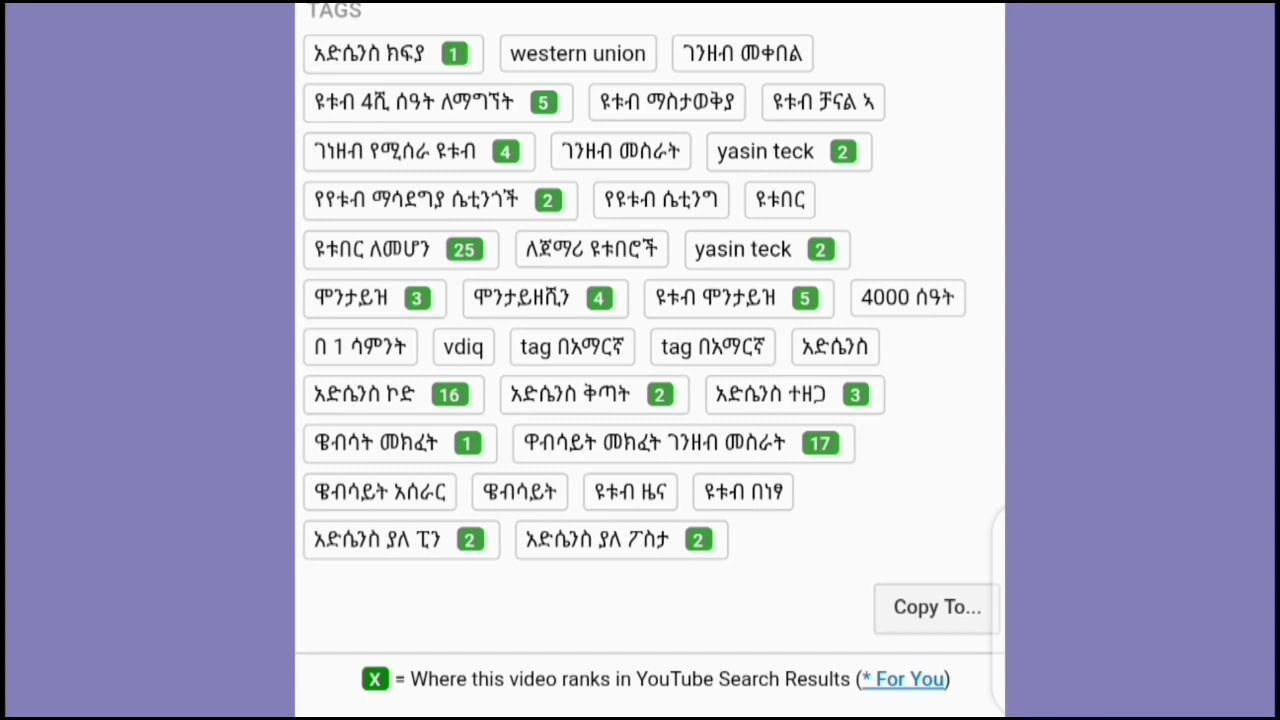 TAGS
አድሴንስ ክፍያ 1 western union ገንዘብ መቀበል
ዩቱብ 4ሺ ሰዓት ለማግኘት 5 ዩቱብ ማስታወቅያ ዩቱብ ቻናል ኣ
ገነዘብ የሚሰራ ዩቱብ 4 ገንዘብ መስራት yasin teck 2
የየቱብ ማሳደግያ ሴቲንጎች 2 የዩቱብ ሴቲንግ ዩቱበር
ዩቱበር ለመሆን 25 ለጀማሪ ዩቱበሮች yasin teck 2
ሞንታይዝ 3 ሞንታይዘሺን 4 ዩቱብ ሞንታይዝ 5 4000 ሰዓት
በ 1 ሳምንት vdiq tag በአማርኛ tag በአማርኛ አድሴንስ
አድሴንስ ኮድ 16 አድሴንስ ቅጣት 2 አድሴንስ ተዘጋ 3
ዌብሳት መክፈት 1 ዋብሳይት መክፈት ገንዘብ መስራት 17
ዌብሳይት አሰራር ዌብሳይት ዩቱብ ዜና ዩቱብ በነፃ
አድሴንስ ያለ ፒን 2 አድሴንስ ያለ ፖስታ 2
Copy To...
X = Where this video ranks in YouTube Search Results (* For You)